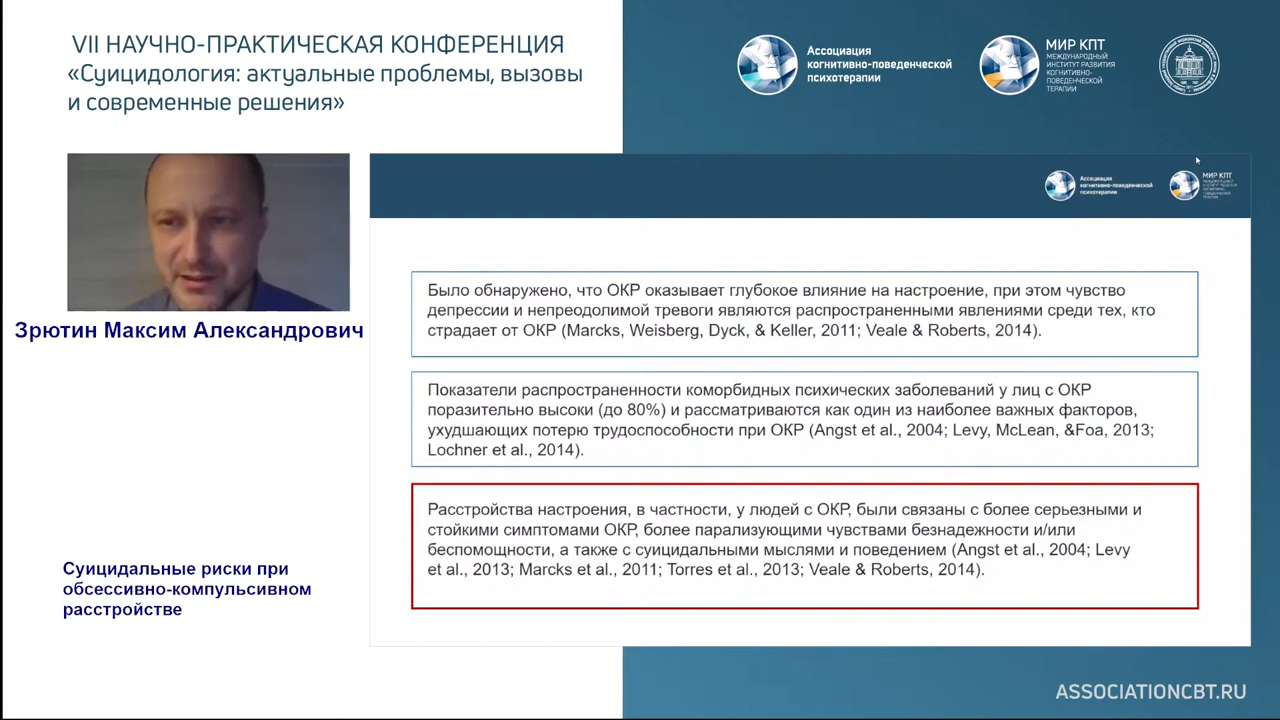 VII НАУЧНО-ПРАКТИЧЕСКАЯ КОНФЕРЕНЦИЯ
«Суицидология: актуальные проблемы, вызовы
и современные решения»
Ассоциация
когнитивно-поведенческой
психотерапии
МИР КПТ
МЕЖДУНАРОДНЫЙ
ИНСТИТУТ РАЗВИТИЯ
КОГНИТИВНО-
ПОВЕДЕНЧЕСКОЙ
ТЕРАПИИ
Зрютин Максим Александрович
Суицидальные риски при
обсессивно-компульсивном
расстройстве
Ассоциация
когнитивно-поведенческой
психотерапии
МИР КПТ
Было обнаружено, что ОКР оказывает глубокое влияние на настроение, при этом чувство
депрессии и непреодолимой тревоги являются распространенными явлениями среди тех, кто
страдает от ОКР (Marcks, Weisberg, Dyck, & Keller, 2011; Veale & Roberts, 2014).
Показатели распространенности коморбидных психических заболеваний у лиц с ОКР
поразительно высоки (до 80%) и рассматриваются как один из наиболее важных факторов,
ухудшающих потерю трудоспособности при ОКР (Angst et al., 2004; Levy, McLean, &Foa, 2013;
Lochner et al., 2014).
Расстройства настроения, в частности, у людей с ОКР, были связаны с более серьезными и
стойкими симптомами ОКР, более парализующими чувствами безнадежности и/или
беспомощности, а также с суицидальными мыслями и поведением (Angst et al., 2004; Levy
et al., 2013; Marcks et al., 2011; Torres et al., 2013; Veale & Roberts, 2014).
ASSOCIATIONCBT.RU